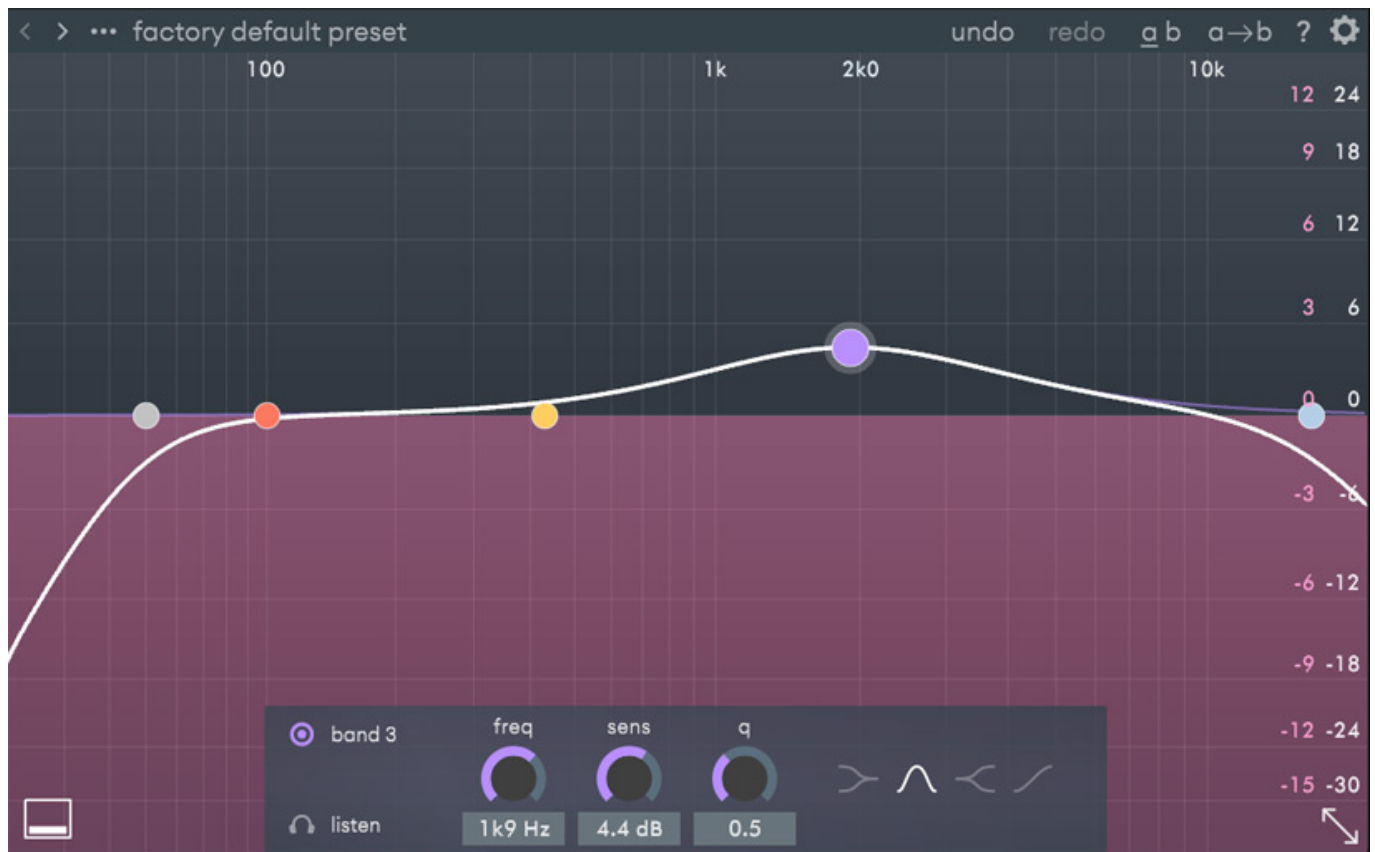 < > ••• factory default preset undo redo a b a→b ?
100 1k 2k0 10k
12 24
9 18
6 12
3 6
0 0
-3 -6
-6 -12
-9 -18
-12 -24
-15 -30
band 3 freq sens q
listen 1k9 Hz 4.4 dB 0.5